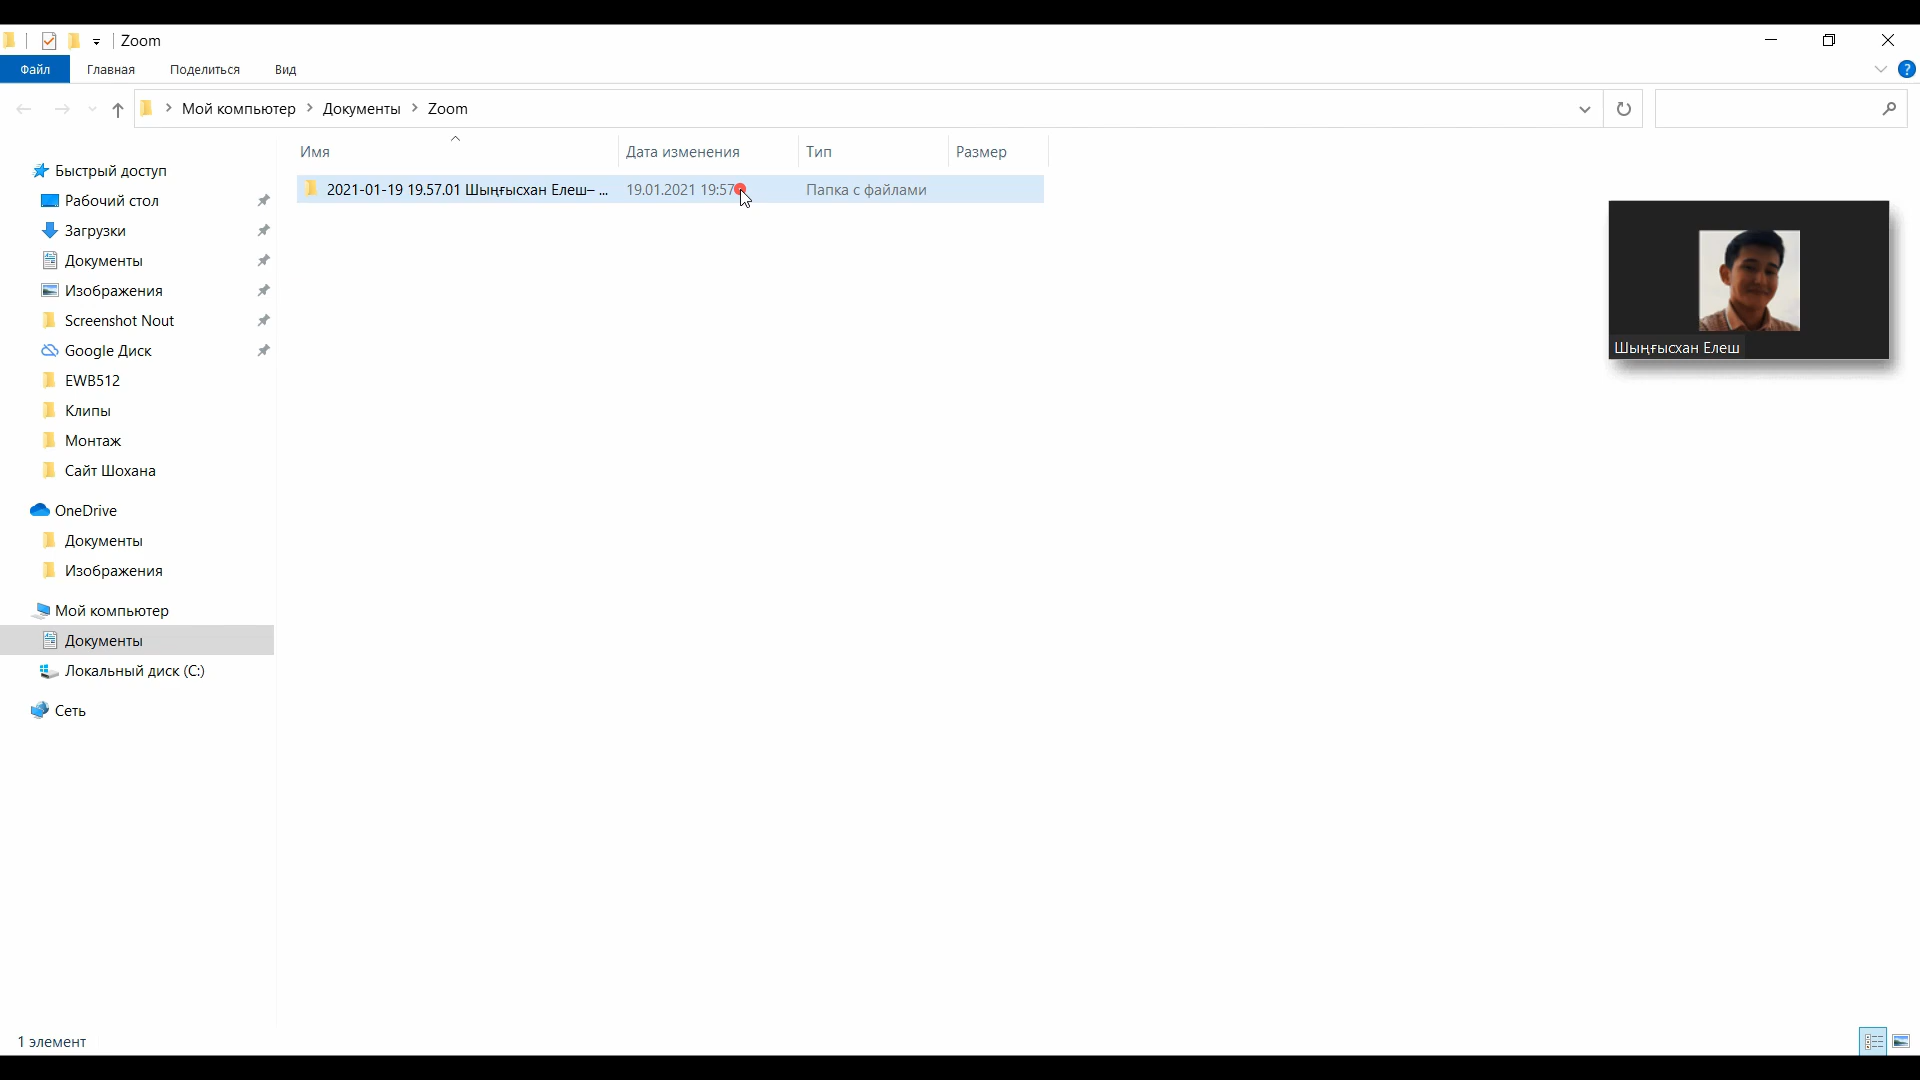 Zoom
Файл Главная Поделиться Вид
Мой компьютер Документы Zoom
Имя Дата изменения Тип Размер
2021-01-19 19.57.01 Шыңғысхан Елеш– ... 19.01.2021 19:57 Папка с файлами
Быстрый доступ
Рабочий стол
Загрузки
Документы
Изображения
Screenshot Nout
Google Диск
EWB512
Клипы
Монтаж
Сайт Шохана
OneDrive
Документы
Изображения
Мой компьютер
Документы
Локальный диск (C:)
Сеть
Шыңғысхан Елеш
1 элемент